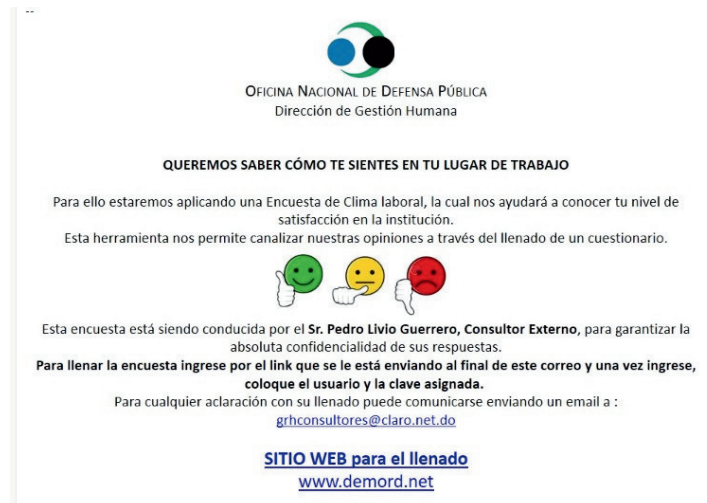 --
OFICINA NACIONAL DE DEFENSA PÚBLICA
Dirección de Gestión Humana
QUEREMOS SABER CÓMO TE SIENTES EN TU LUGAR DE TRABAJO
Para ello estaremos aplicando una Encuesta de Clima laboral, la cual nos ayudará a conocer tu nivel de
satisfacción en la institución.
Esta herramienta nos permite canalizar nuestras opiniones a través del llenado de un cuestionario.
Esta encuesta está siendo conducida por el Sr. Pedro Livio Guerrero, Consultor Externo, para garantizar la
absoluta confidencialidad de sus respuestas.
Para llenar la encuesta ingrese por el link que se le está enviando al final de este correo y una vez ingrese,
coloque el usuario y la clave asignada.
Para cualquier aclaración con su llenado puede comunicarse enviando un email a :
grhconsultores@claro.net.do
SITIO WEB para el llenado
www.demord.net